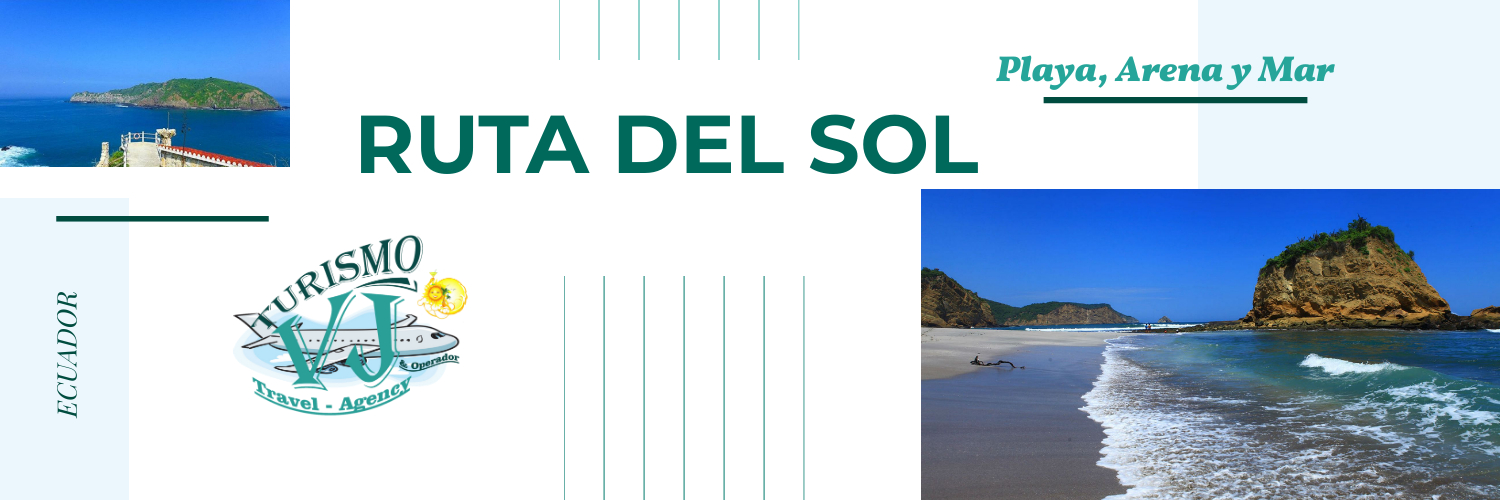 Playa, Arena y Mar
RUTA DEL SOL
ECUADOR
TURISMO
VJ
& Operador
Travel - Agency